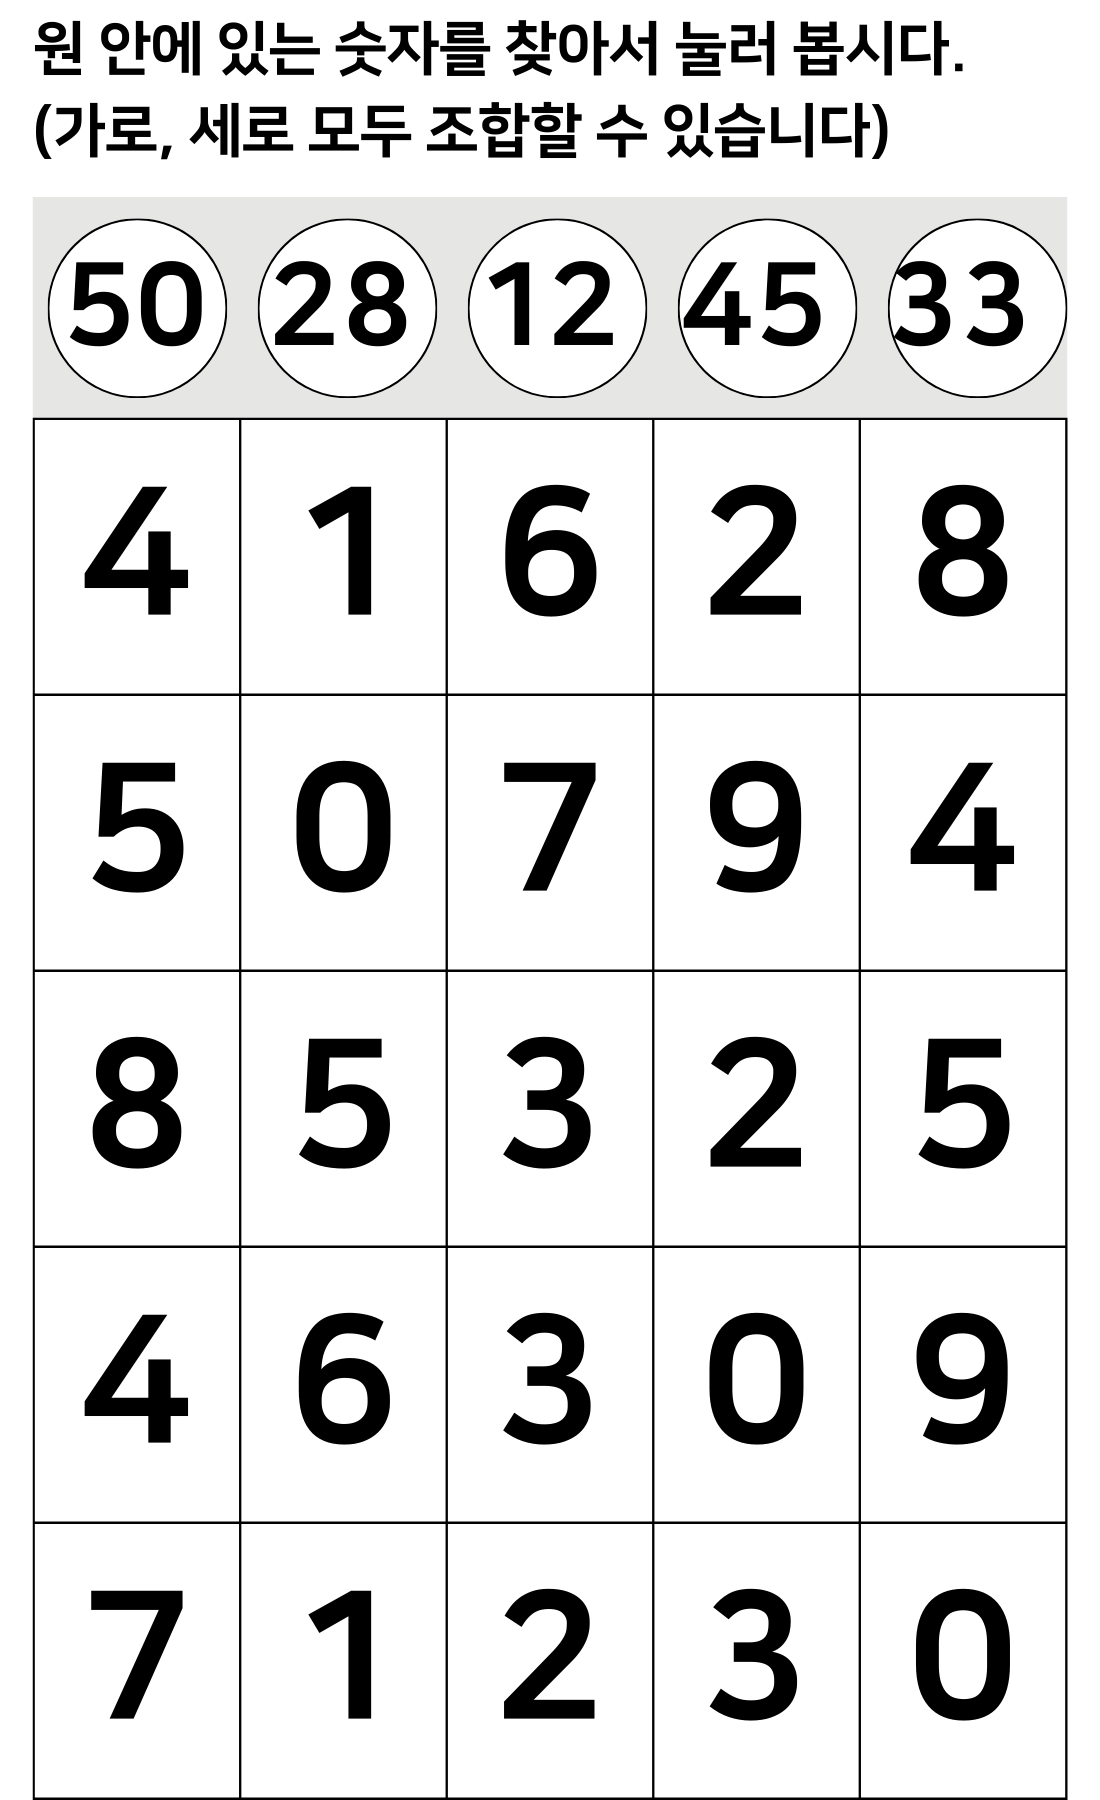 원 안에 있는 숫자를 찾아서 눌러 봅시다.
(가로, 세로 모두 조합할 수 있습니다)
50 28 12 45 33
4 1 6 2 8
5 0 7 9 4
8 5 3 2 5
4 6 3 0 9
7 1 2 3 0